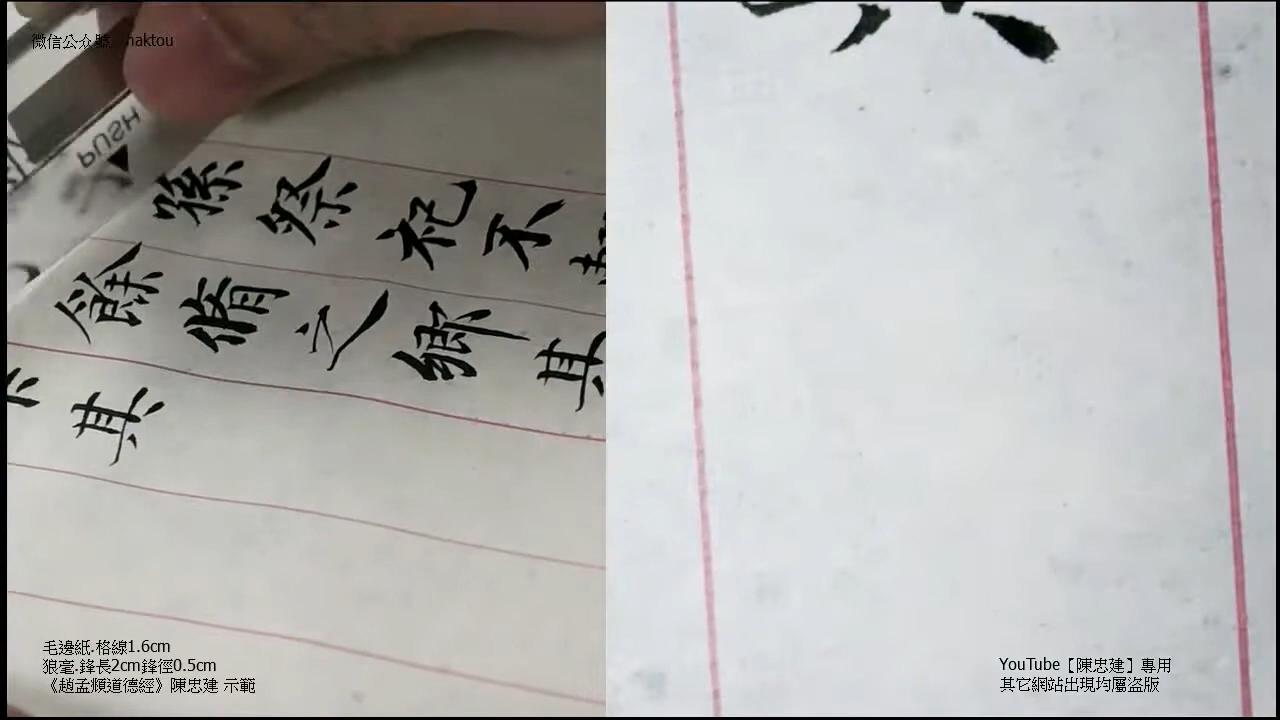 微信公众號 maktou
PUSH
孫祭祀不
餘脩之鄉其
其
毛邊紙.格線1.6cm
狼毫.鋒長2cm鋒徑0.5cm
《趙孟頫道德經》陳忠建 示範
YouTube【陳忠建】專用
其它網站出現均屬盜版